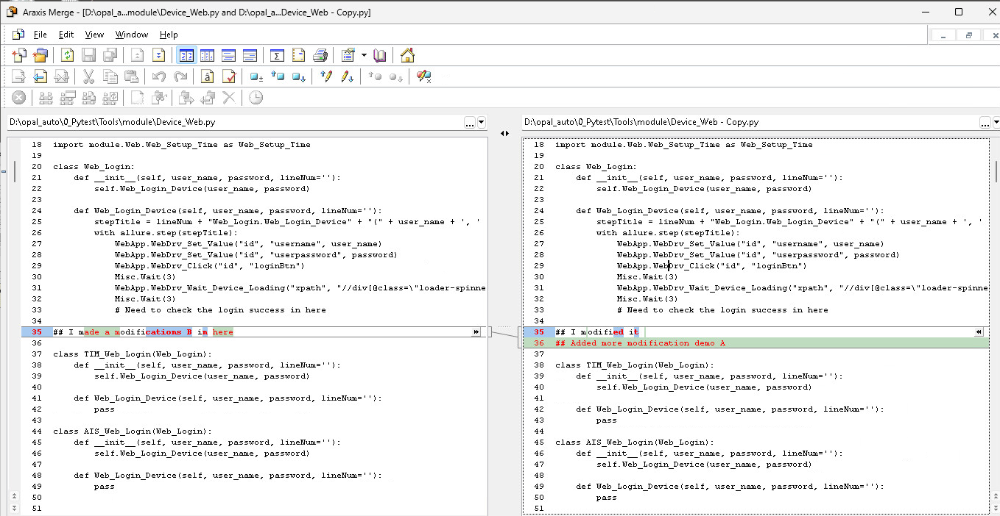 Araxis Merge - [D:\opal_a...module\Device_Web.py and D:\opal_a...Device_Web - Copy.py]
File Edit View Window Help
D:\opal_auto\0_Pytest\Tools\module\Device_Web.py
18 import module.Web.Web_Setup_Time as Web_Setup_Time
19
20 class Web_Login:
21     def __init__(self, user_name, password, lineNum=''):
22         self.Web_Login_Device(user_name, password)
23
24     def Web_Login_Device(self, user_name, password, lineNum=''):
25         stepTitle = lineNum + "Web_Login.Web_Login_Device" + "(" + user_name + ', '
26         with allure.step(stepTitle):
27             WebApp.WebDrv_Set_Value("id", "username", user_name)
28             WebApp.WebDrv_Set_Value("id", "userpassword", password)
29             WebApp.WebDrv_Click("id", "loginBtn")
30             Misc.Wait(3)
31             WebApp.WebDrv_Wait_Device_Loading("xpath", "//div[@class=\"loader-spinne
32             Misc.Wait(3)
33             # Need to check the login success in here
34
35 ## I made a modifications B in here
36
37 class TIM_Web_Login(Web_Login):
38     def __init__(self, user_name, password, lineNum=''):
39         self.Web_Login_Device(user_name, password)
40
41     def Web_Login_Device(self, user_name, password, lineNum=''):
42         pass
43
44 class AIS_Web_Login(Web_Login):
45     def __init__(self, user_name, password, lineNum=''):
46         self.Web_Login_Device(user_name, password)
47
48     def Web_Login_Device(self, user_name, password, lineNum=''):
49         pass
50
51
D:\opal_auto\0_Pytest\Tools\module\Device_Web - Copy.py
18 import module.Web.Web_Setup_Time as Web_Setup_Time
19
20 class Web_Login:
21     def __init__(self, user_name, password, lineNum=''):
22         self.Web_Login_Device(user_name, password)
23
24     def Web_Login_Device(self, user_name, password, lineNum=''):
25         stepTitle = lineNum + "Web_Login.Web_Login_Device" + "(" + user_name + ', '
26         with allure.step(stepTitle):
27             WebApp.WebDrv_Set_Value("id", "username", user_name)
28             WebApp.WebDrv_Set_Value("id", "userpassword", password)
29             WebApp.WebDrv_Click("id", "loginBtn")
30             Misc.Wait(3)
31             WebApp.WebDrv_Wait_Device_Loading("xpath", "//div[@class=\"loader-spinne
32             Misc.Wait(3)
33             # Need to check the login success in here
34
35 ## I modified it
36 ## Added more modification demo A
37
38 class TIM_Web_Login(Web_Login):
39     def __init__(self, user_name, password, lineNum=''):
40         self.Web_Login_Device(user_name, password)
41
42     def Web_Login_Device(self, user_name, password, lineNum=''):
43         pass
44
45 class AIS_Web_Login(Web_Login):
46     def __init__(self, user_name, password, lineNum=''):
47         self.Web_Login_Device(user_name, password)
48
49     def Web_Login_Device(self, user_name, password, lineNum=''):
50         pass
51